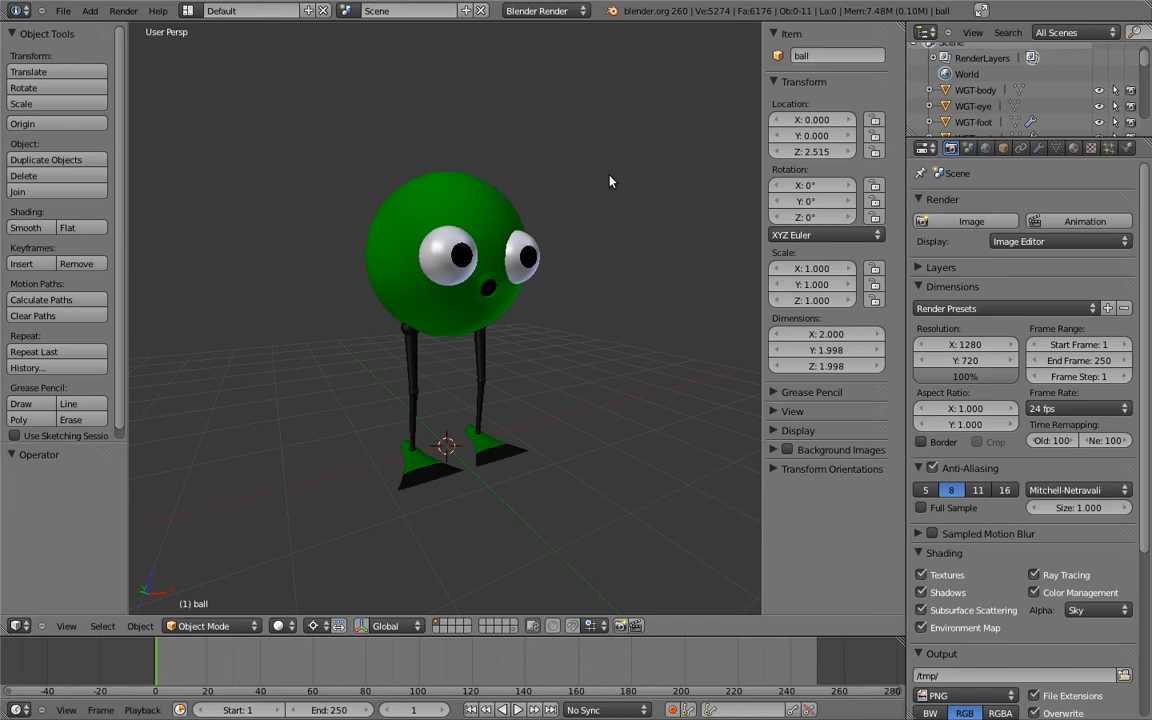 File Add Render Help Default Scene Blender Render blender.org 260 | Ve:5274 | Fa:6176 | Ob:0-11 | La:0 | Mem:7.48M (0.10M) | ball
Object Tools
Transform:
Translate
Rotate
Scale
Origin
Object:
Duplicate Objects
Delete
Join
Shading:
Smooth Flat
Keyframes:
Insert Remove
Motion Paths:
Calculate Paths
Clear Paths
Repeat:
Repeat Last
History...
Grease Pencil:
Draw Line
Poly Erase
Use Sketching Sessio
Operator
User Persp
(1) ball
View Select Object Object Mode Global
Item
ball
Transform
Location:
X: 0.000
Y: 0.000
Z: 2.515
Rotation:
X: 0°
Y: 0°
Z: 0°
XYZ Euler
Scale:
X: 1.000
Y: 1.000
Z: 1.000
Dimensions:
X: 2.000
Y: 1.998
Z: 1.998
Grease Pencil
View
Display
Background Images
Transform Orientations
View Search All Scenes
Scene
RenderLayers
World
WGT-body
WGT-eye
WGT-foot
Scene
Render
Image Animation
Display: Image Editor
Layers
Dimensions
Render Presets
Resolution: Frame Range:
X: 1280 Start Frame: 1
Y: 720 End Frame: 250
100% Frame Step: 1
Aspect Ratio: Frame Rate:
X: 1.000 24 fps
Y: 1.000 Time Remapping:
Border Crop Old: 100 Ne: 100
Anti-Aliasing
5 8 11 16 Mitchell-Netravali
Full Sample Size: 1.000
Sampled Motion Blur
Shading
Textures Ray Tracing
Shadows Color Management
Subsurface Scattering Alpha: Sky
Environment Map
Output
/tmp/
PNG File Extensions
BW RGB RGBA Overwrite
-40 -20 0 20 40 60 80 100 120 140 160 180 200 220 240 260 280
View Frame Playback Start: 1 End: 250 1 No Sync